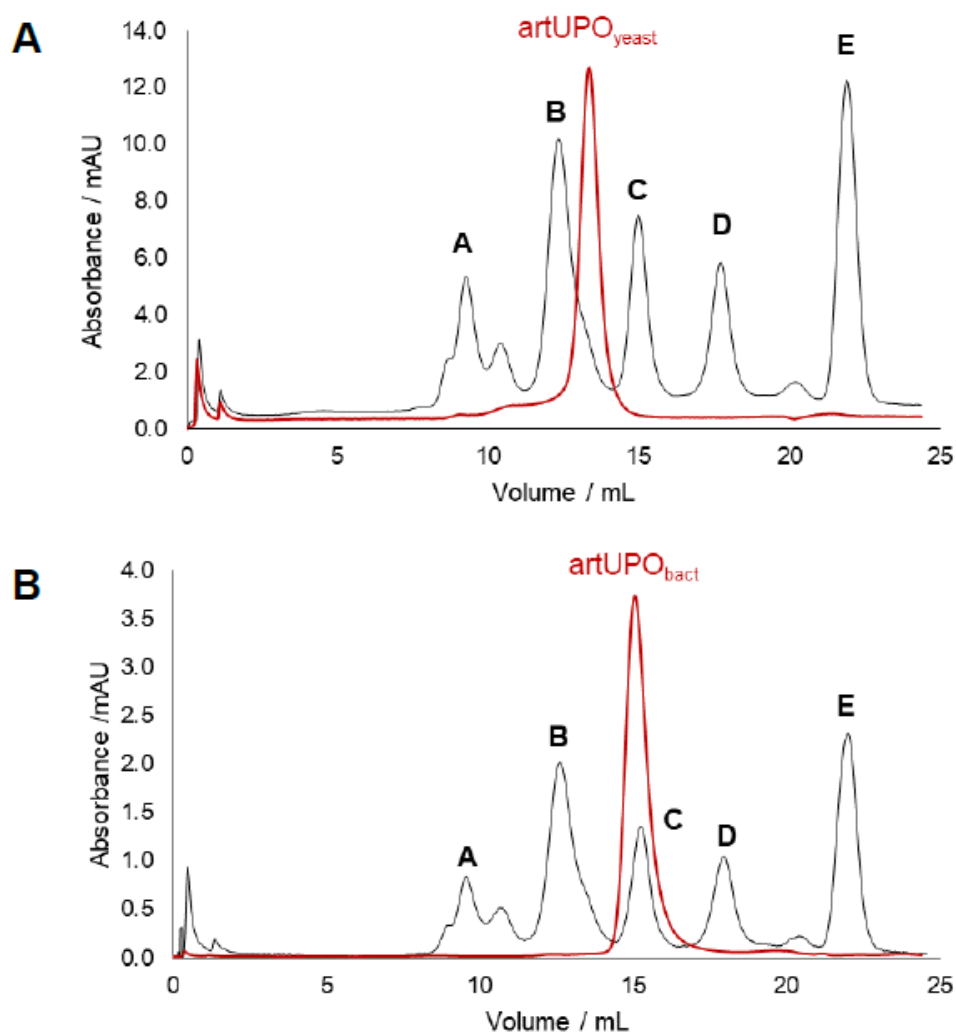 A
artUPOyeast
14.0
12.0
10.0
8.0
6.0
4.0
2.0
0.0
Absorbance / mAU
A
B
C
D
E
0 5 10 15 20 25
Volume / mL
B
artUPObact
4.0
3.5
3.0
2.5
2.0
1.5
1.0
0.5
0.0
Absorbance /mAU
A
B
C
D
E
0 5 10 15 20 25
Volume / mL